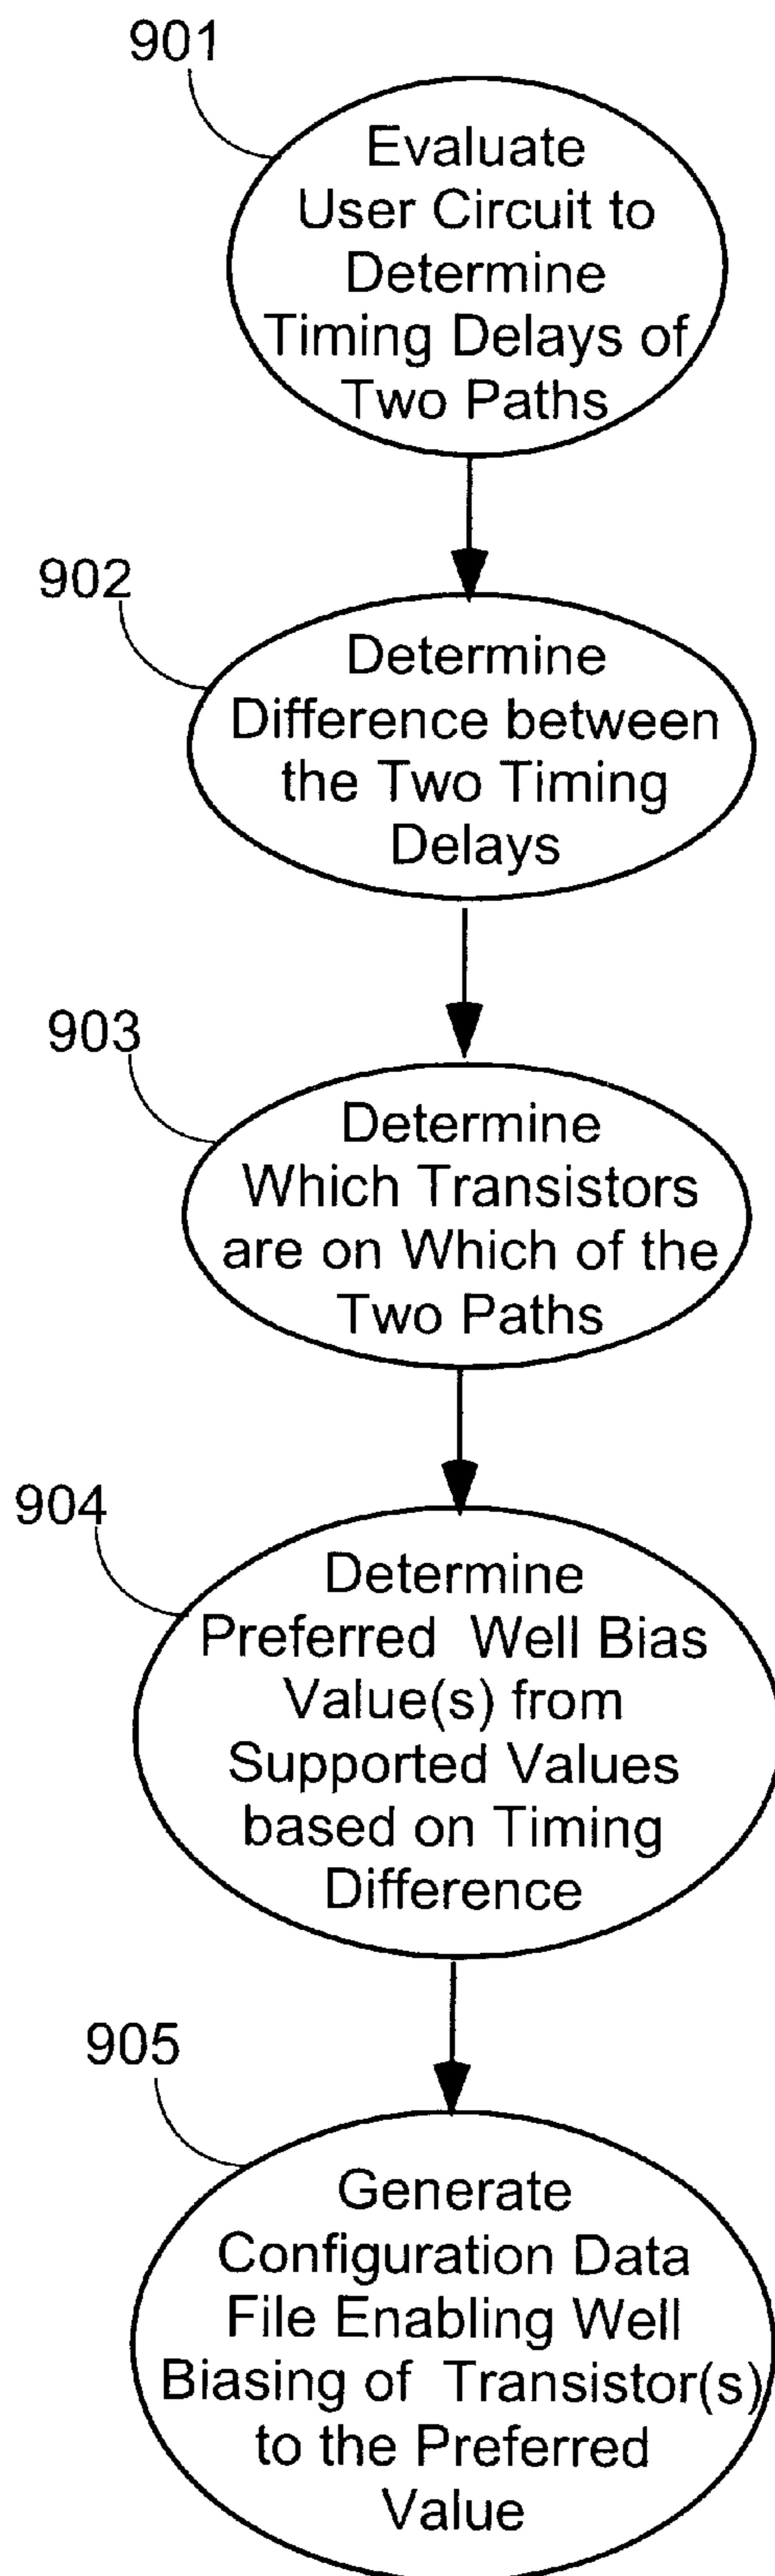 901
Evaluate
User Circuit to
Determine
Timing Delays of
Two Paths
902
Determine
Difference between
the Two Timing
Delays
903
Determine
Which Transistors
are on Which of the
Two Paths
904
Determine
Preferred Well Bias
Value(s) from
Supported Values
based on Timing
Difference
905
Generate
Configuration Data
File Enabling Well
Biasing of Transistor(s)
to the Preferred
Value